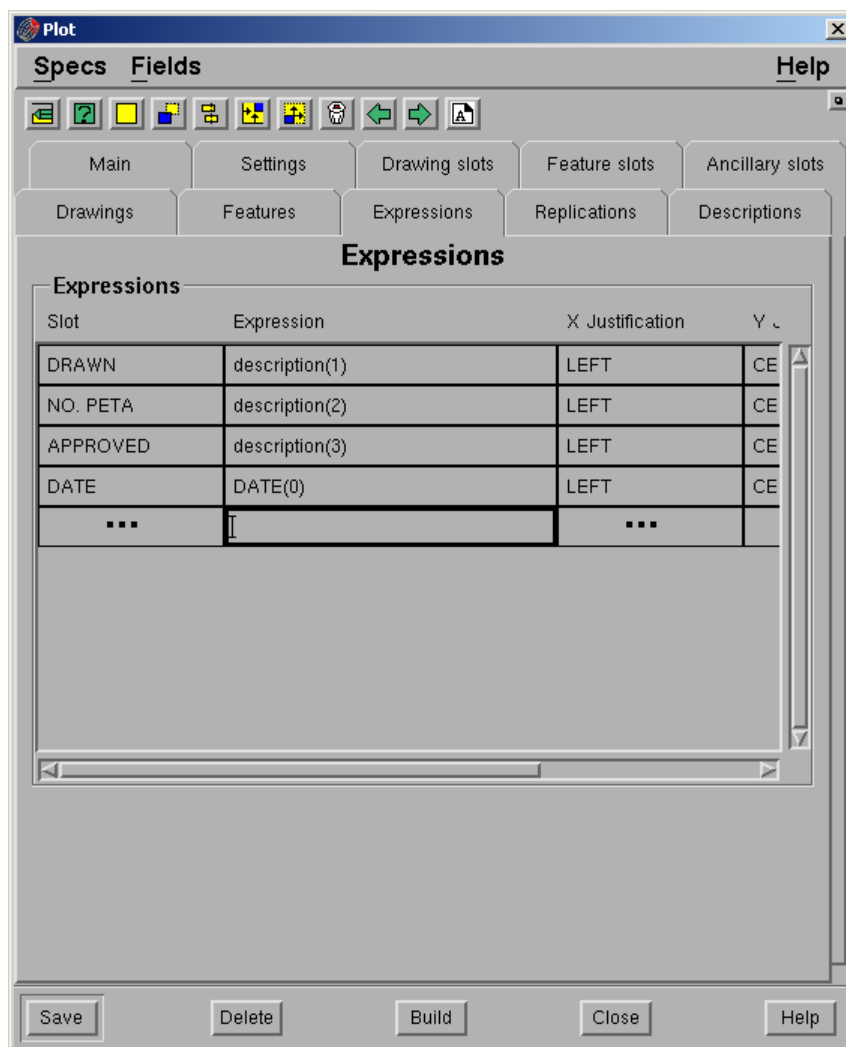 Plot
Specs Fields Help
Main Settings Drawing slots Feature slots Ancillary slots
Drawings Features Expressions Replications Descriptions
Expressions
Expressions
Slot Expression X Justification Y
DRAWN description(1) LEFT CE
NO. PETA description(2) LEFT CE
APPROVED description(3) LEFT CE
DATE DATE(0) LEFT CE
... ...
Save Delete Build Close Help